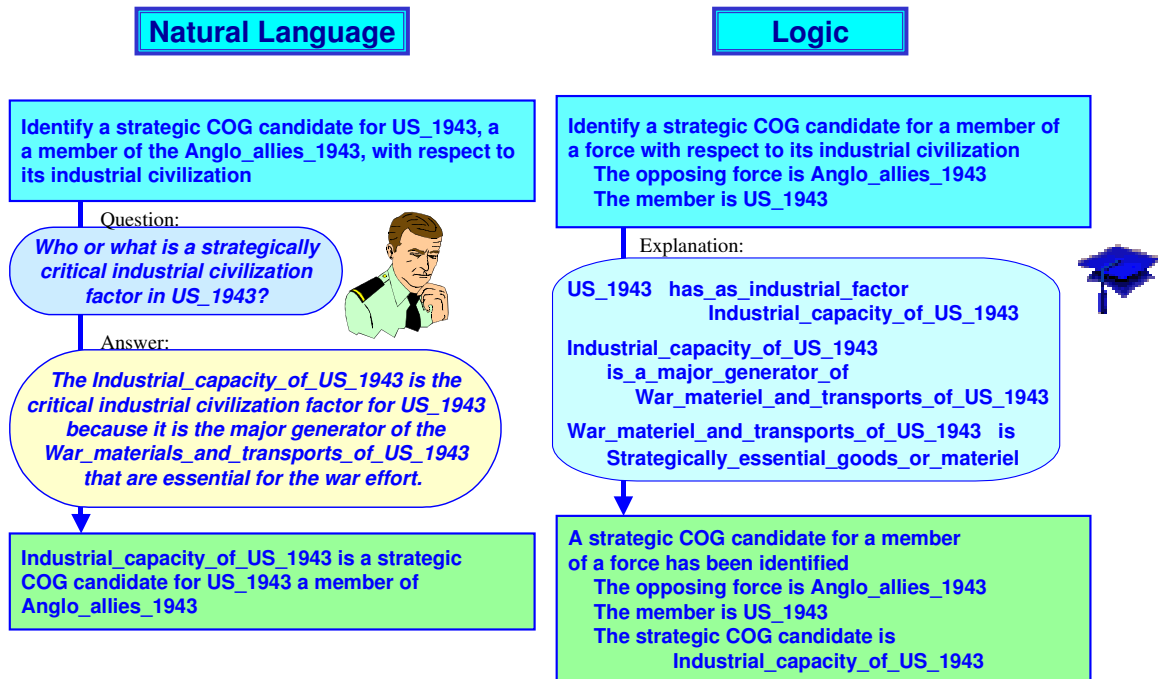 Natural Language
Identify a strategic COG candidate for US_1943, a
a member of the Anglo_allies_1943, with respect to
its industrial civilization
Question:
Who or what is a strategically
critical industrial civilization
factor in US_1943?
Answer:
The Industrial_capacity_of_US_1943 is the
critical industrial civilization factor for US_1943
because it is the major generator of the
War_materials_and_transports_of_US_1943
that are essential for the war effort.
Industrial_capacity_of_US_1943 is a strategic
COG candidate for US_1943 a member of
Anglo_allies_1943
Logic
Identify a strategic COG candidate for a member of
a force with respect to its industrial civilization
The opposing force is Anglo_allies_1943
The member is US_1943
Explanation:
US_1943 has_as_industrial_factor
Industrial_capacity_of_US_1943
Industrial_capacity_of_US_1943
is_a_major_generator_of
War_materiel_and_transports_of_US_1943
War_materiel_and_transports_of_US_1943 is
Strategically_essential_goods_or_materiel
A strategic COG candidate for a member
of a force has been identified
The opposing force is Anglo_allies_1943
The member is US_1943
The strategic COG candidate is
Industrial_capacity_of_US_1943